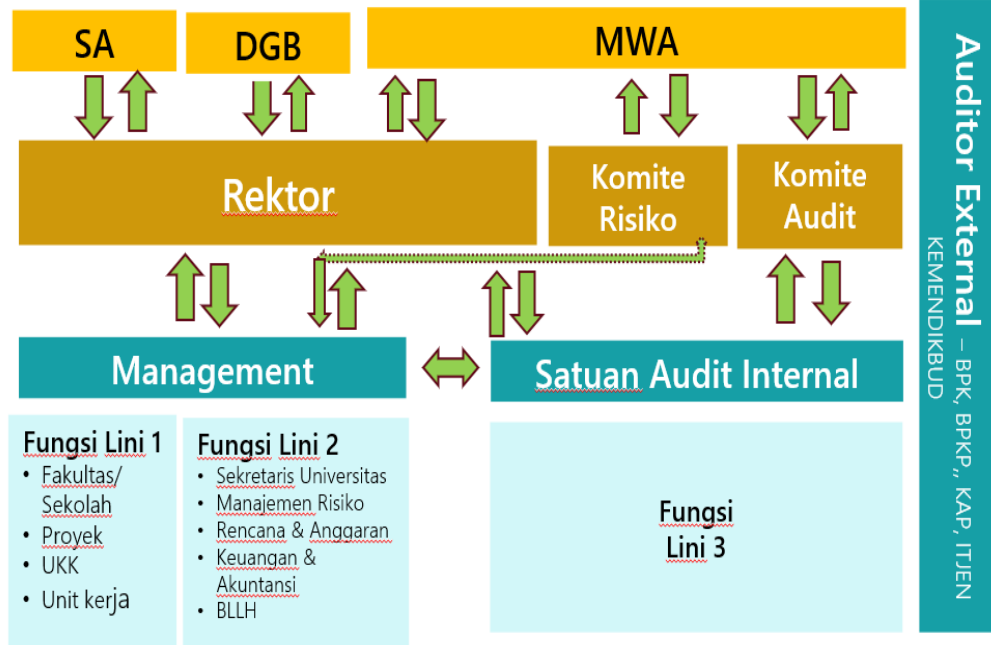 SA
DGB
MWA
Rektor
Komite
Risiko
Komite
Audit
Management
Satuan Audit Internal
Fungsi Lini 1
• Fakultas/
Sekolah
• Proyek
• UKK
• Unit kerja
Fungsi Lini 2
• Sekretaris Universitas
• Manajemen Risiko
• Rencana & Anggaran
• Keuangan &
Akuntansi
• BLLH
Fungsi
Lini 3
Auditor External – BPK, BPKP,, KAP, ITJEN
KEMENDIKBUD